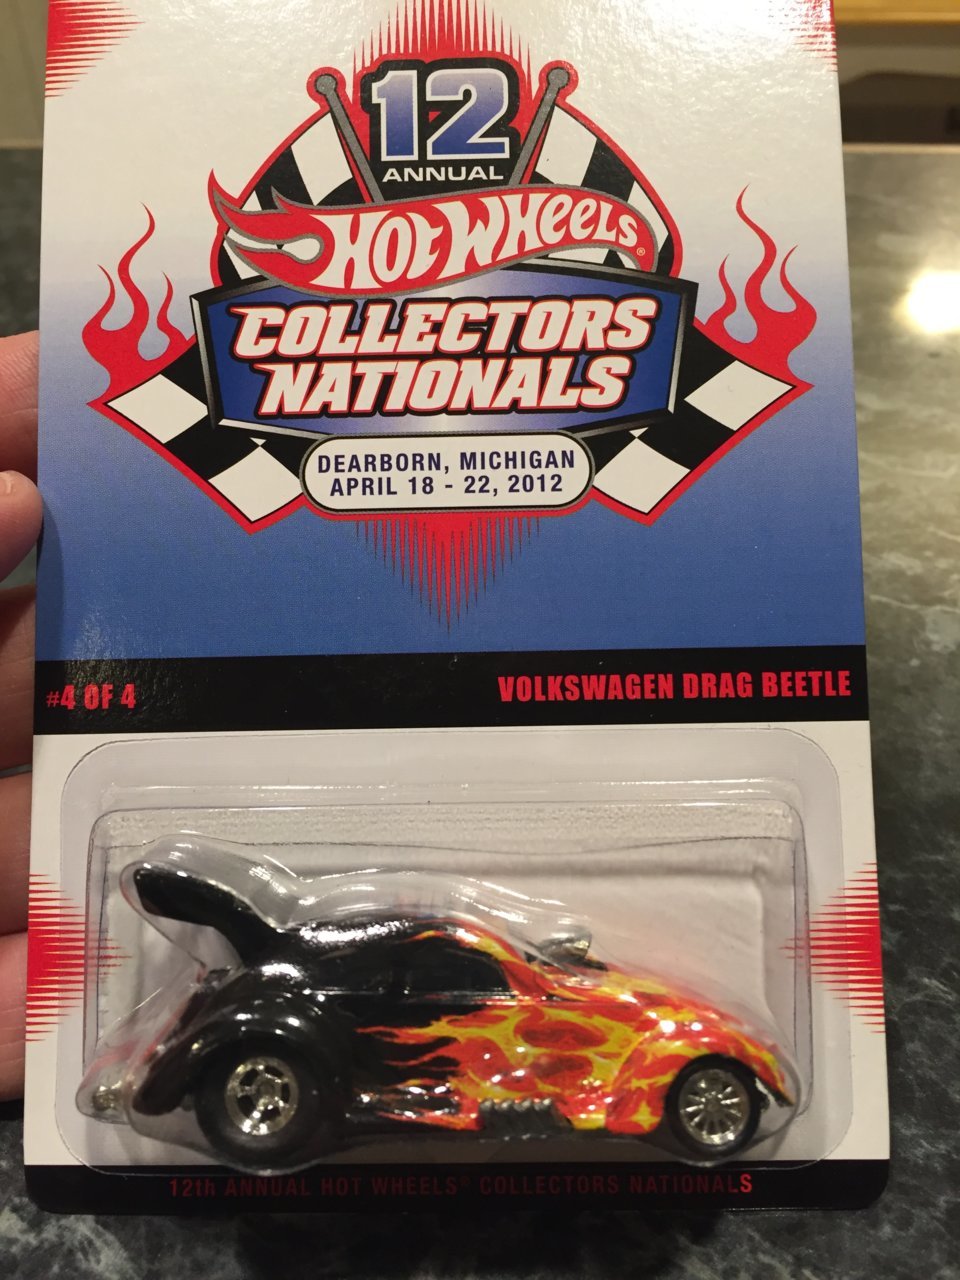 12
ANNUAL
HOT WHEELS®
COLLECTORS
NATIONALS
DEARBORN, MICHIGAN
APRIL 18 - 22, 2012
#4 OF 4
VOLKSWAGEN DRAG BEETLE
12th ANNUAL HOT WHEELS® COLLECTORS NATIONALS